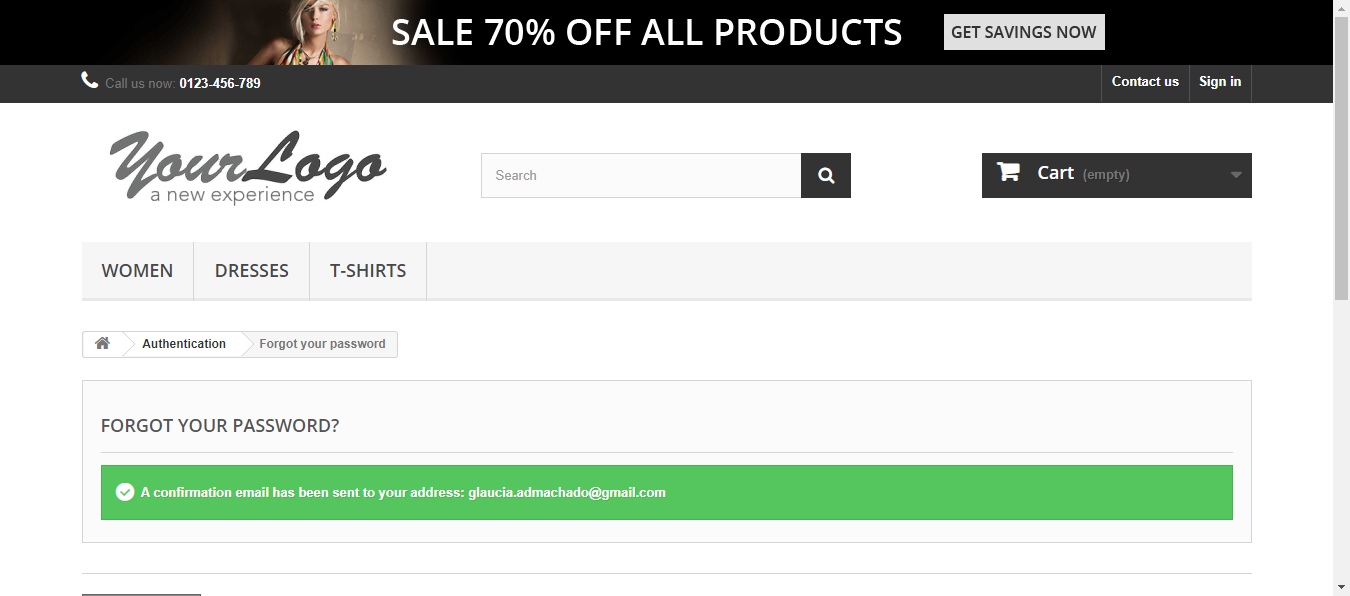 SALE 70% OFF ALL PRODUCTS
GET SAVINGS NOW
Call us now: 0123-456-789
Contact us
Sign in
YourLogo
a new experience
Search
Cart (empty)
WOMEN
DRESSES
T-SHIRTS
Authentication
Forgot your password
FORGOT YOUR PASSWORD?
A confirmation email has been sent to your address: glaucia.admachado@gmail.com